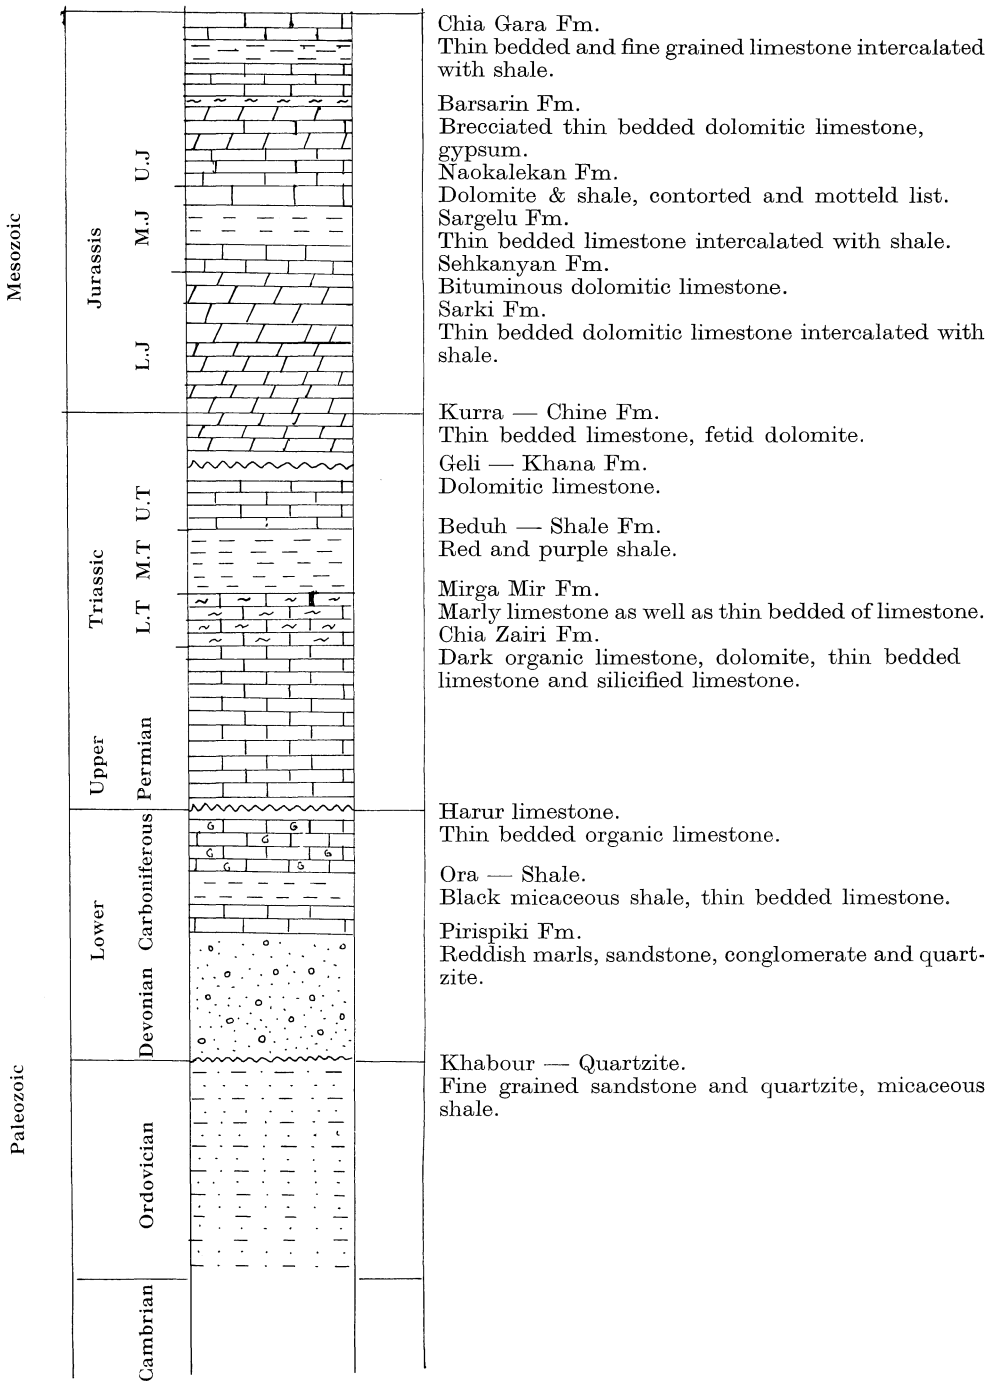 Mesozoic
Paleozoic
Jurassis
Triassic
Upper
Lower
U.J
M.J
L.J
U.T
M.T
L.T
Permian
Carboniferous
Devonian
Ordovician
Cambrian
Chia Gara Fm.
Thin bedded and fine grained limestone intercalated
with shale.
Barsarin Fm.
Brecciated thin bedded dolomitic limestone,
gypsum.
Naokalekan Fm.
Dolomite & shale, contorted and motteld list.
Sargelu Fm.
Thin bedded limestone intercalated with shale.
Sehkanyan Fm.
Bituminous dolomitic limestone.
Sarki Fm.
Thin bedded dolomitic limestone intercalated with
shale.
Kurra — Chine Fm.
Thin bedded limestone, fetid dolomite.
Geli — Khana Fm.
Dolomitic limestone.
Beduh — Shale Fm.
Red and purple shale.
Mirga Mir Fm.
Marly limestone as well as thin bedded of limestone.
Chia Zairi Fm.
Dark organic limestone, dolomite, thin bedded
limestone and silicified limestone.
Harur limestone.
Thin bedded organic limestone.
Ora — Shale.
Black micaceous shale, thin bedded limestone.
Pirispiki Fm.
Reddish marls, sandstone, conglomerate and quart-
zite.
Khabour — Quartzite.
Fine grained sandstone and quartzite, micaceous
shale.
G G
G
G G
G G